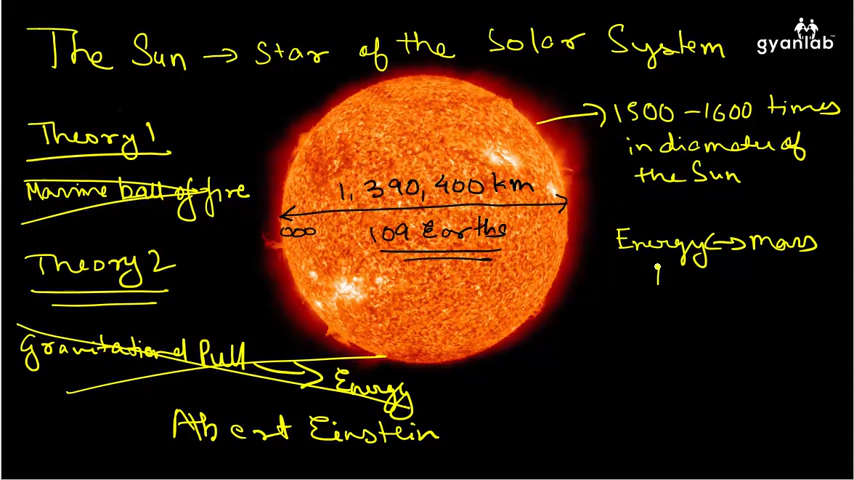 The Sun → Star of the Solar System
gyanlab
Theory 1
Massive ball of fire
Theory 2
Gravitational Pull → Energy
Abert Einstein
1,390,400 km
109 Earths
→ 1500 - 1600 times
in diameter of
the Sun
Energy ↔ mass